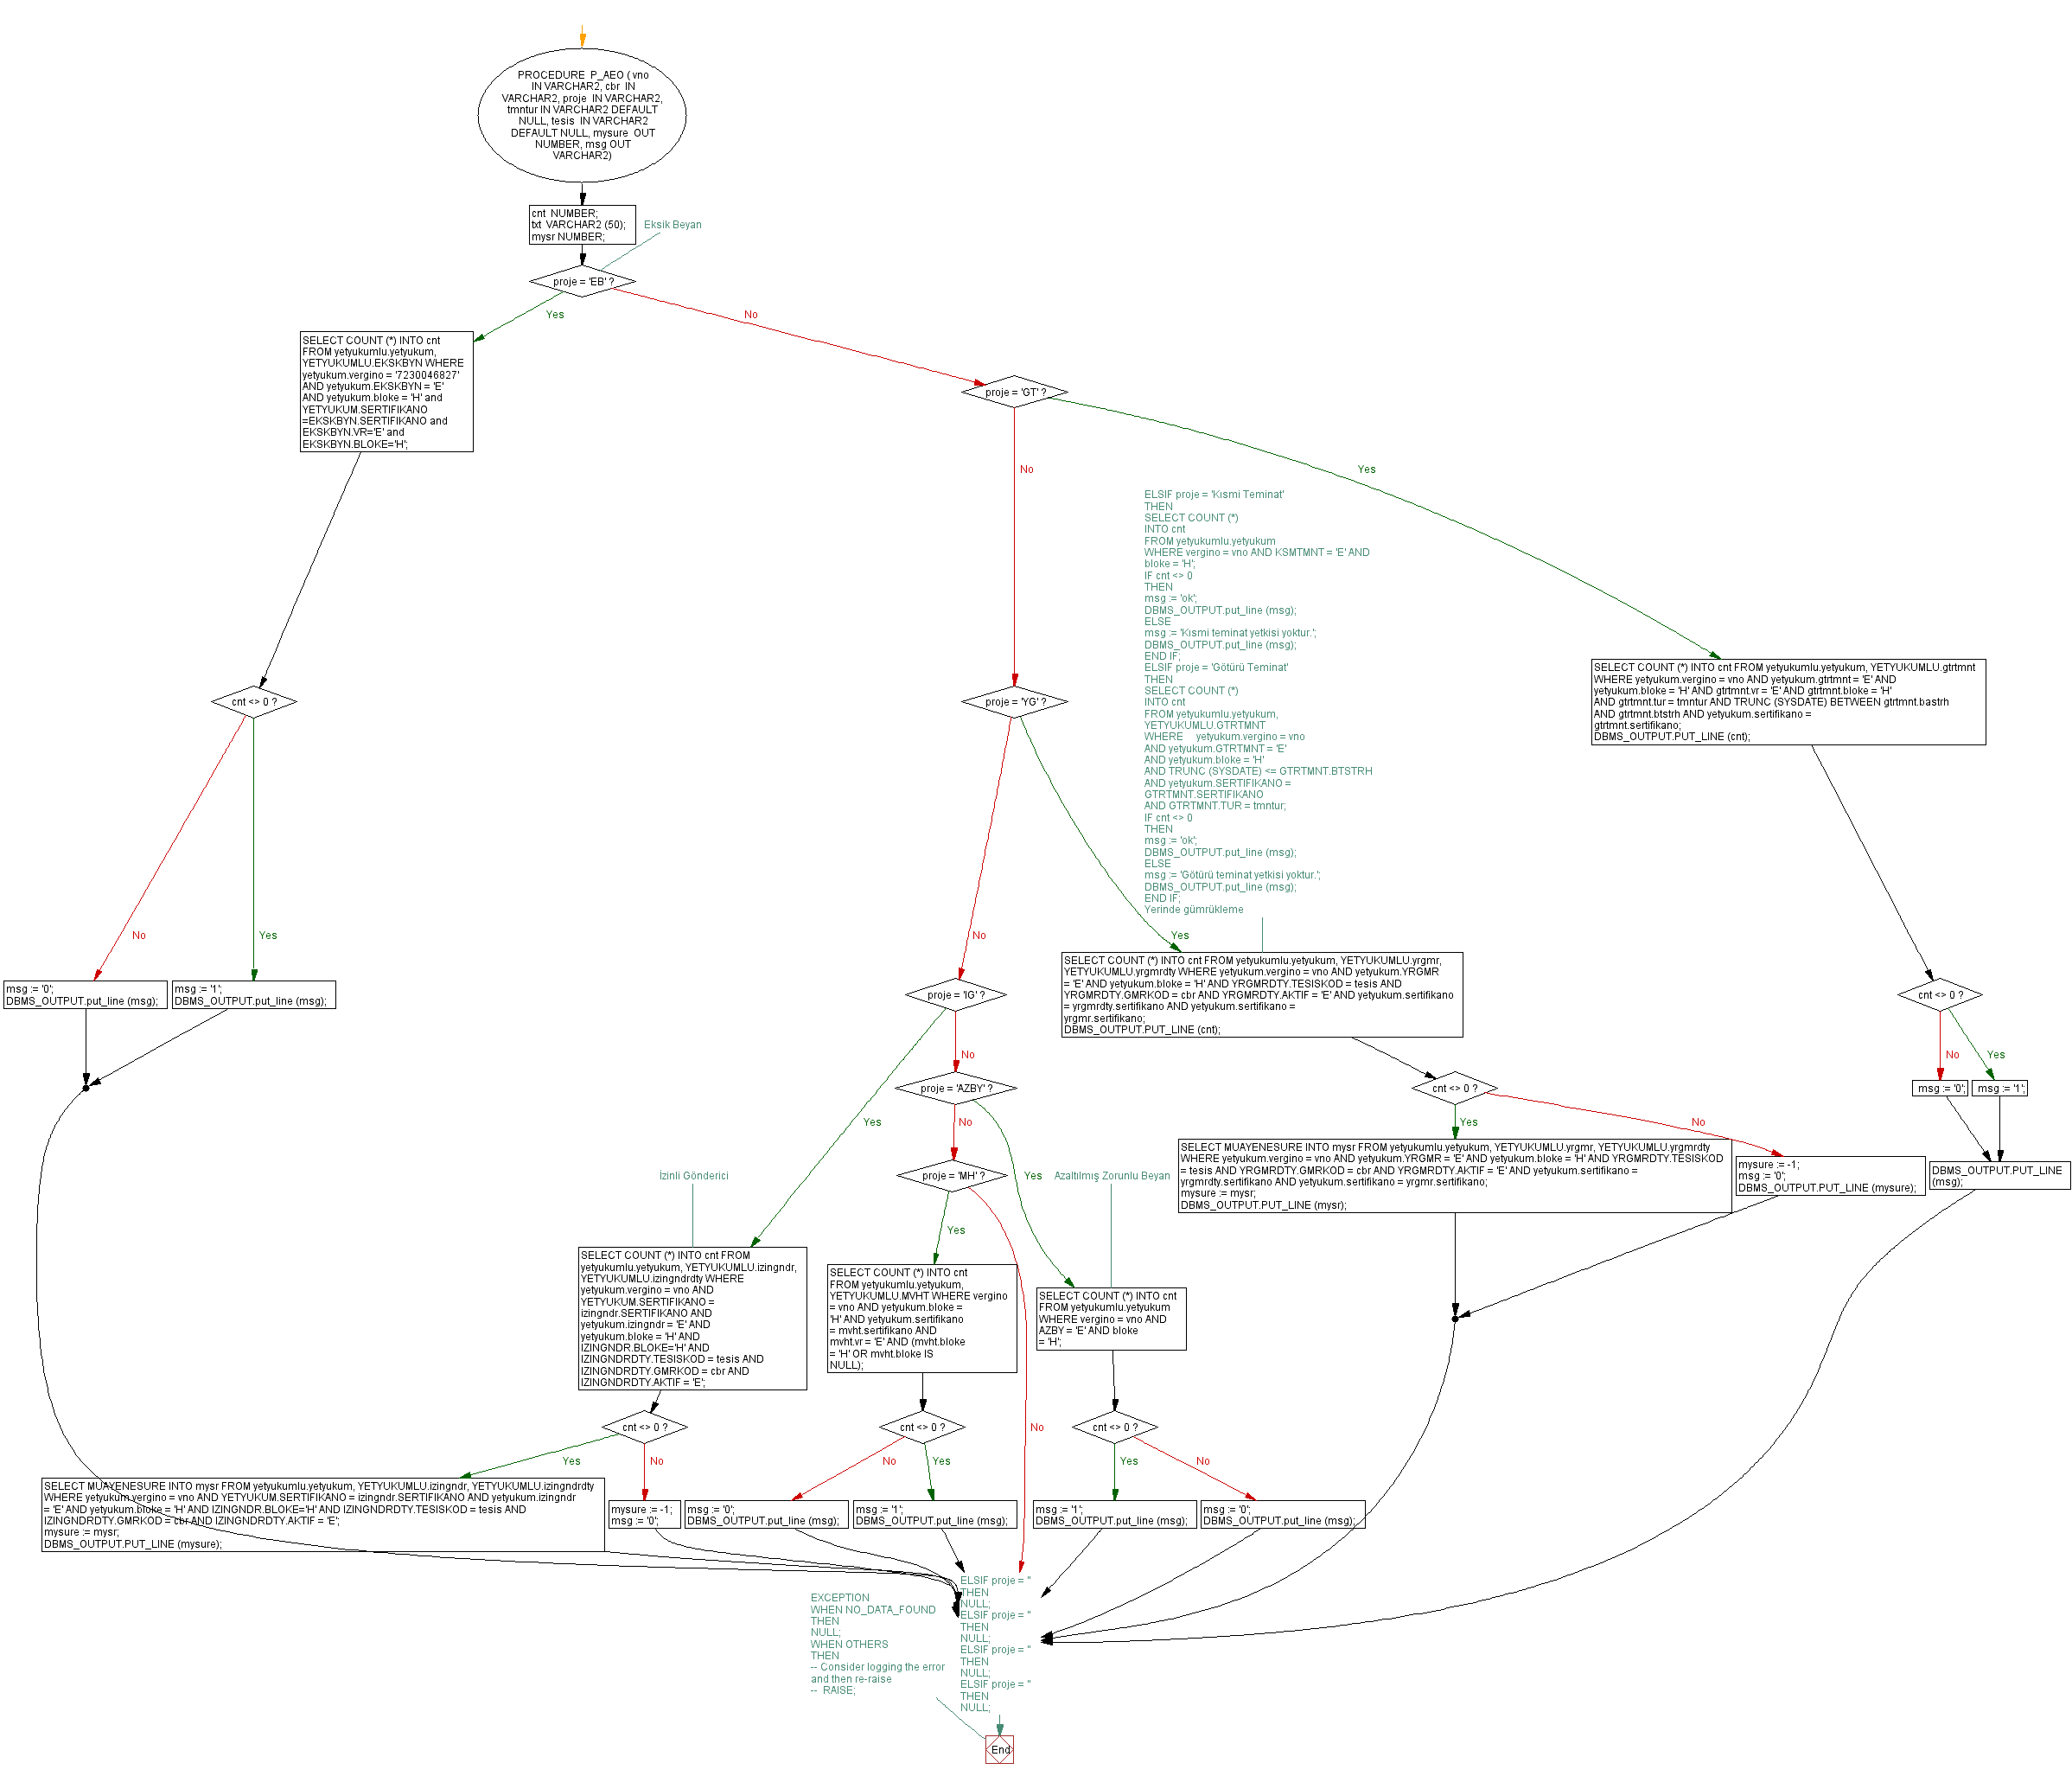 PROCEDURE  P_AEO ( vno
IN VARCHAR2, cbr  IN
VARCHAR2, proje  IN VARCHAR2,
tmntur IN VARCHAR2 DEFAULT
NULL, tesis  IN VARCHAR2
DEFAULT NULL, mysure  OUT
NUMBER, msg OUT
VARCHAR2)
cnt  NUMBER;
txt  VARCHAR2 (50);
mysr NUMBER;
Eksik Beyan
proje = 'EB' ?
Yes
No
SELECT COUNT (*) INTO cnt
FROM yetyukumlu.yetyukum,
YETYUKUMLU.EKSKBYN WHERE
yetyukum.vergino = '7230046827'
AND yetyukum.EKSKBYN = 'E'
AND yetyukum.bloke = 'H' and
YETYUKUM.SERTIFIKANO
=EKSKBYN.SERTIFIKANO and
EKSKBYN.VR='E' and
EKSKBYN.BLOKE='H';
proje = 'GT' ?
No
Yes
ELSIF proje = 'Kısmi Teminat'
THEN
SELECT COUNT (*)
INTO cnt
FROM yetyukumlu.yetyukum
WHERE vergino = vno AND KSMTMNT = 'E' AND
bloke = 'H';
IF cnt <> 0
THEN
msg := 'ok';
DBMS_OUTPUT.put_line (msg);
ELSE
msg := 'Kısmi teminat yetkisi yoktur.';
DBMS_OUTPUT.put_line (msg);
END IF;
ELSIF proje = 'Götürü Teminat'
THEN
SELECT COUNT (*)
INTO cnt
FROM yetyukumlu.yetyukum,
YETYUKUMLU.GTRTMNT
WHERE     yetyukum.vergino = vno
AND yetyukum.GTRTMNT = 'E'
AND yetyukum.bloke = 'H'
AND TRUNC (SYSDATE) <= GTRTMNT.BTSTRH
AND yetyukum.SERTIFIKANO =
GTRTMNT.SERTIFIKANO
AND GTRTMNT.TUR = tmntur;
IF cnt <> 0
THEN
msg := 'ok';
DBMS_OUTPUT.put_line (msg);
ELSE
msg := 'Götürü teminat yetkisi yoktur.';
DBMS_OUTPUT.put_line (msg);
END IF;
Yerinde gümrükleme
SELECT COUNT (*) INTO cnt FROM yetyukumlu.yetyukum, YETYUKUMLU.gtrtmnt
WHERE yetyukum.vergino = vno AND yetyukum.gtrtmnt = 'E' AND
yetyukum.bloke = 'H' AND gtrtmnt.vr = 'E' AND gtrtmnt.bloke = 'H'
AND gtrtmnt.tur = tmntur AND TRUNC (SYSDATE) BETWEEN gtrtmnt.bastrh
AND gtrtmnt.btstrh AND yetyukum.sertifikano =
gtrtmnt.sertifikano;
DBMS_OUTPUT.PUT_LINE (cnt);
cnt <> 0 ?
proje = 'YG' ?
No
Yes
No
Yes
msg := '0';
DBMS_OUTPUT.put_line (msg);
msg := '1';
DBMS_OUTPUT.put_line (msg);
SELECT COUNT (*) INTO cnt FROM yetyukumlu.yetyukum, YETYUKUMLU.yrgmr,
YETYUKUMLU.yrgmrdty WHERE yetyukum.vergino = vno AND yetyukum.YRGMR
= 'E' AND yetyukum.bloke = 'H' AND YRGMRDTY.TESISKOD = tesis AND
YRGMRDTY.GMRKOD = cbr AND YRGMRDTY.AKTIF = 'E' AND yetyukum.sertifikano
= yrgmrdty.sertifikano AND yetyukum.sertifikano =
yrgmr.sertifikano;
DBMS_OUTPUT.PUT_LINE (cnt);
proje = 'IG' ?
cnt <> 0 ?
No
No
Yes
proje = 'AZBY' ?
cnt <> 0 ?
msg := '0';
msg := '1';
Yes
No
Yes
No
SELECT MUAYENESURE INTO mysr FROM yetyukumlu.yetyukum, YETYUKUMLU.yrgmr, YETYUKUMLU.yrgmrdty
WHERE yetyukum.vergino = vno AND yetyukum.YRGMR = 'E' AND yetyukum.bloke = 'H' AND YRGMRDTY.TESISKOD
= tesis AND YRGMRDTY.GMRKOD = cbr AND YRGMRDTY.AKTIF = 'E' AND yetyukum.sertifikano =
yrgmrdty.sertifikano AND yetyukum.sertifikano = yrgmr.sertifikano;
mysure := mysr;
DBMS_OUTPUT.PUT_LINE (mysr);
mysure := -1;
msg := '0';
DBMS_OUTPUT.PUT_LINE (mysure);
DBMS_OUTPUT.PUT_LINE
(msg);
İzinli Gönderici
proje = 'MH' ?
Yes
Azaltılmış Zorunlu Beyan
Yes
SELECT COUNT (*) INTO cnt FROM
yetyukumlu.yetyukum, YETYUKUMLU.izingndr,
YETYUKUMLU.izingndrdty WHERE
yetyukum.vergino = vno AND
YETYUKUM.SERTIFIKANO =
izingndr.SERTIFIKANO AND
yetyukum.izingndr = 'E' AND
yetyukum.bloke = 'H' AND
IZINGNDR.BLOKE='H' AND
IZINGNDRDTY.TESISKOD = tesis AND
IZINGNDRDTY.GMRKOD = cbr AND
IZINGNDRDTY.AKTIF = 'E';
SELECT COUNT (*) INTO cnt
FROM yetyukumlu.yetyukum,
YETYUKUMLU.MVHT WHERE vergino
= vno AND yetyukum.bloke =
'H' AND yetyukum.sertifikano
= mvht.sertifikano AND
mvht.vr = 'E' AND (mvht.bloke
= 'H' OR mvht.bloke IS
NULL);
SELECT COUNT (*) INTO cnt
FROM yetyukumlu.yetyukum
WHERE vergino = vno AND
AZBY = 'E' AND bloke
= 'H';
cnt <> 0 ?
cnt <> 0 ?
No
cnt <> 0 ?
Yes
No
No
Yes
Yes
No
SELECT MUAYENESURE INTO mysr FROM yetyukumlu.yetyukum, YETYUKUMLU.izingndr, YETYUKUMLU.izingndrdty
WHERE yetyukum.vergino = vno AND YETYUKUM.SERTIFIKANO = izingndr.SERTIFIKANO AND yetyukum.izingndr
= 'E' AND yetyukum.bloke = 'H' AND IZINGNDR.BLOKE='H' AND IZINGNDRDTY.TESISKOD = tesis AND
IZINGNDRDTY.GMRKOD = cbr AND IZINGNDRDTY.AKTIF = 'E';
mysure := mysr;
DBMS_OUTPUT.PUT_LINE (mysure);
mysure := -1;
msg := '0';
msg := '0';
DBMS_OUTPUT.put_line (msg);
msg := '1';
DBMS_OUTPUT.put_line (msg);
msg := '1';
DBMS_OUTPUT.put_line (msg);
msg := '0';
DBMS_OUTPUT.put_line (msg);
EXCEPTION
WHEN NO_DATA_FOUND
THEN
NULL;
WHEN OTHERS
THEN
-- Consider logging the error
and then re-raise
--  RAISE;
ELSIF proje = ''
THEN
NULL;
ELSIF proje = ''
THEN
NULL;
ELSIF proje = ''
THEN
NULL;
ELSIF proje = ''
THEN
NULL;
End